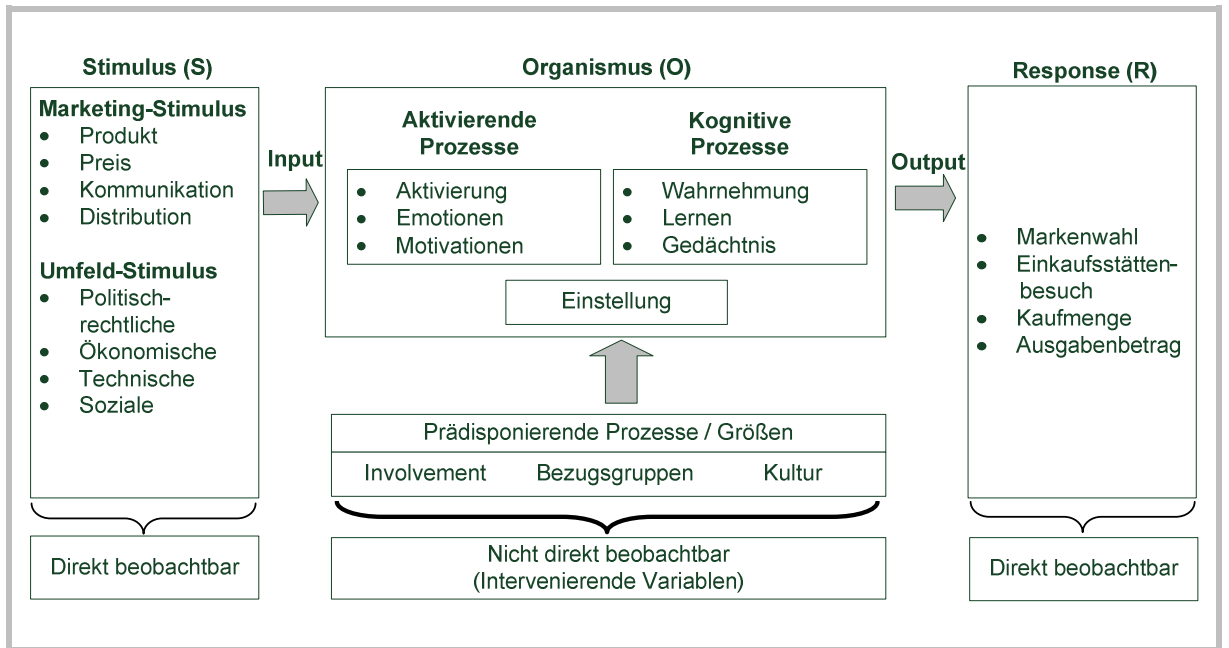 Stimulus (S)
Marketing-Stimulus
• Produkt
• Preis
• Kommunikation
• Distribution
Umfeld-Stimulus
• Politisch-
rechtliche
• Ökonomische
• Technische
• Soziale
Direkt beobachtbar
Input
Organismus (O)
Aktivierende
Prozesse
• Aktivierung
• Emotionen
• Motivationen
Kognitive
Prozesse
• Wahrnehmung
• Lernen
• Gedächtnis
Einstellung
Prädisponierende Prozesse / Größen
Involvement Bezugsgruppen Kultur
Nicht direkt beobachtbar
(Intervenierende Variablen)
Output
Response (R)
• Markenwahl
• Einkaufsstätten-
besuch
• Kaufmenge
• Ausgabenbetrag
Direkt beobachtbar